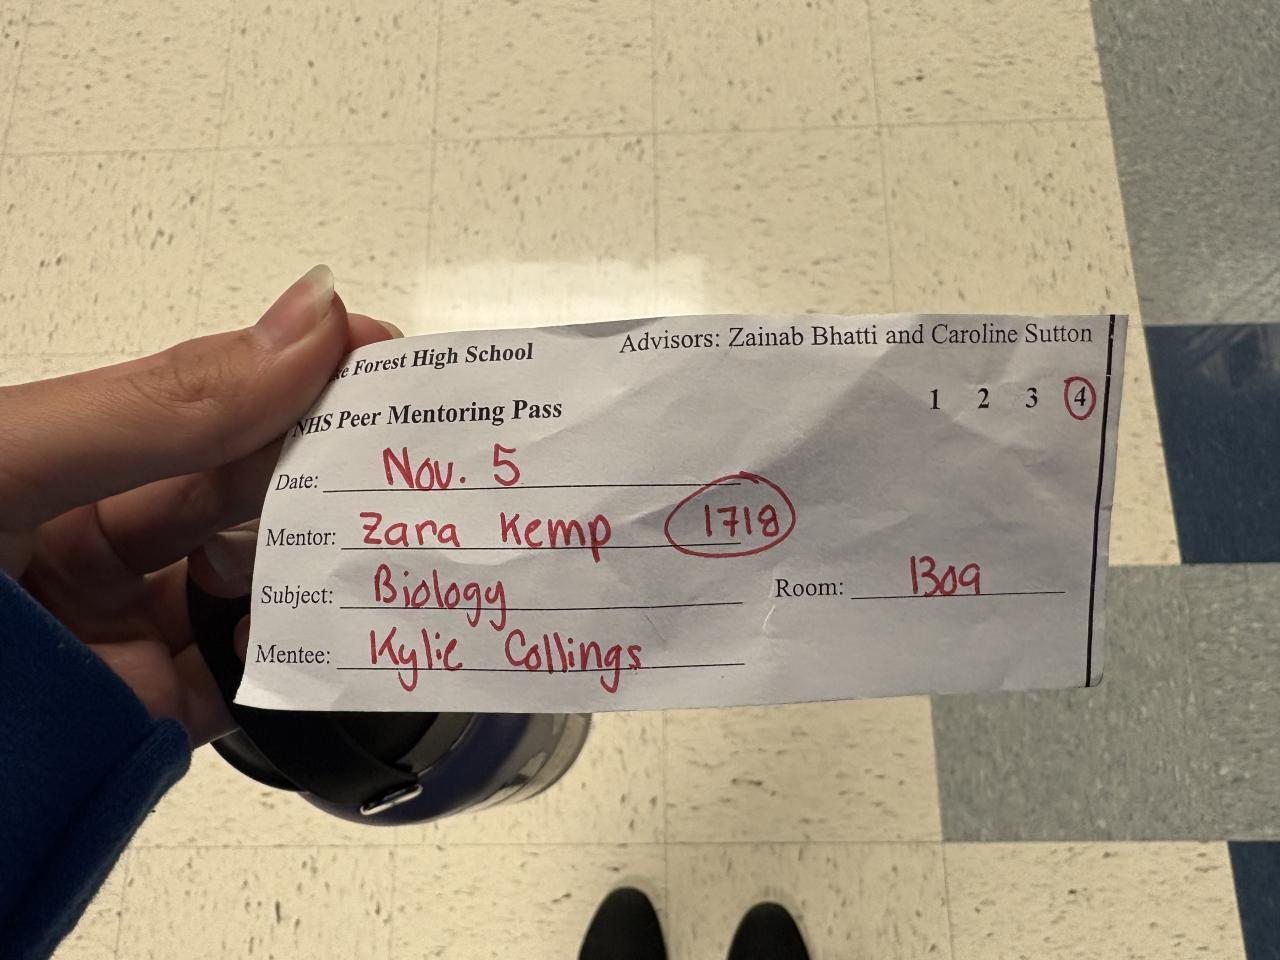 ke Forest High School Advisors: Zainab Bhatti and Caroline Sutton
NHS Peer Mentoring Pass 1 2 3 4
Date: Nov. 5
Mentor: Zara Kemp 1718
Subject: Biology Room: 1309
Mentee: Kylie Collings